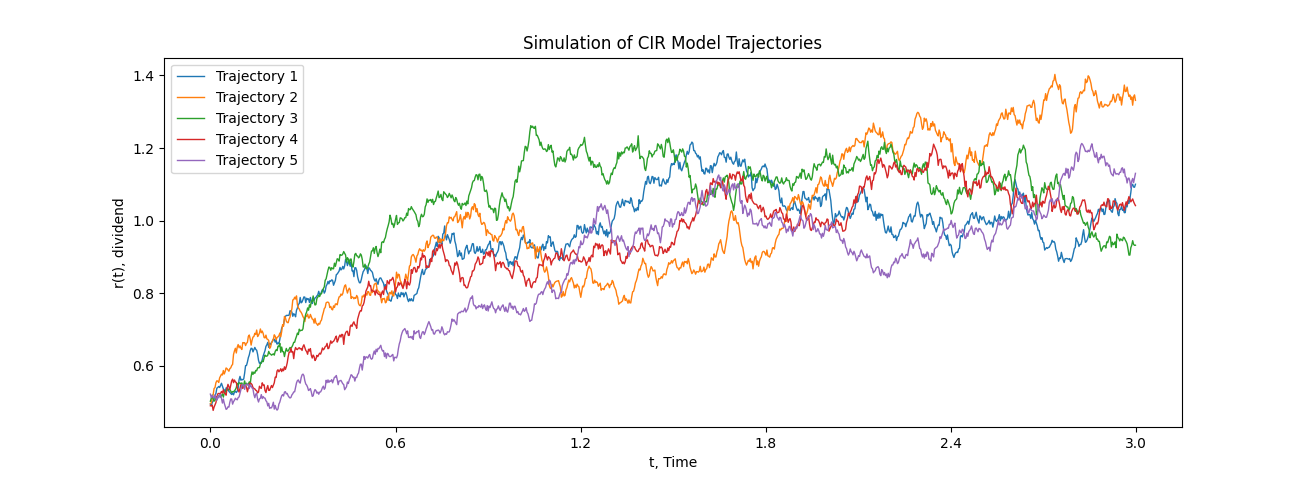 Simulation of CIR Model Trajectories
Trajectory 1
Trajectory 2
Trajectory 3
Trajectory 4
Trajectory 5
r(t), dividend
1.4
1.2
1.0
0.8
0.6
0.0 0.6 1.2 1.8 2.4 3.0
t, Time